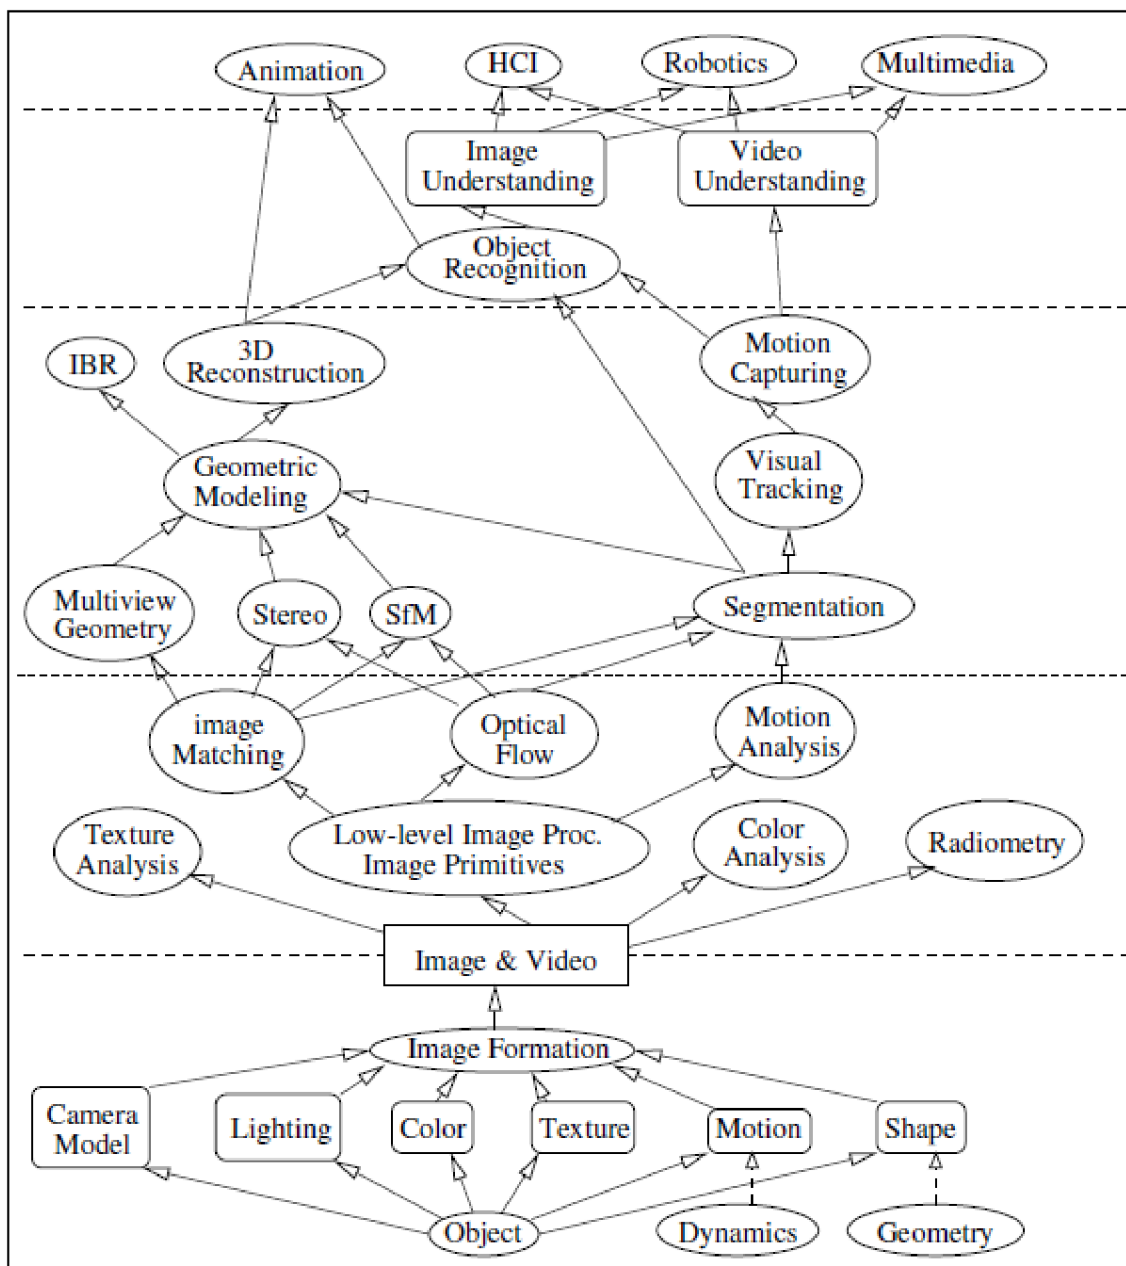 Animation
HCI
Robotics
Multimedia
Image
Understanding
Video
Understanding
Object
Recognition
IBR
3D
Reconstruction
Motion
Capturing
Geometric
Modeling
Visual
Tracking
Multiview
Geometry
Stereo
SfM
Segmentation
image
Matching
Optical
Flow
Motion
Analysis
Texture
Analysis
Low-level Image Proc.
Image Primitives
Color
Analysis
Radiometry
Image & Video
Image Formation
Camera
Model
Lighting
Color
Texture
Motion
Shape
Object
Dynamics
Geometry